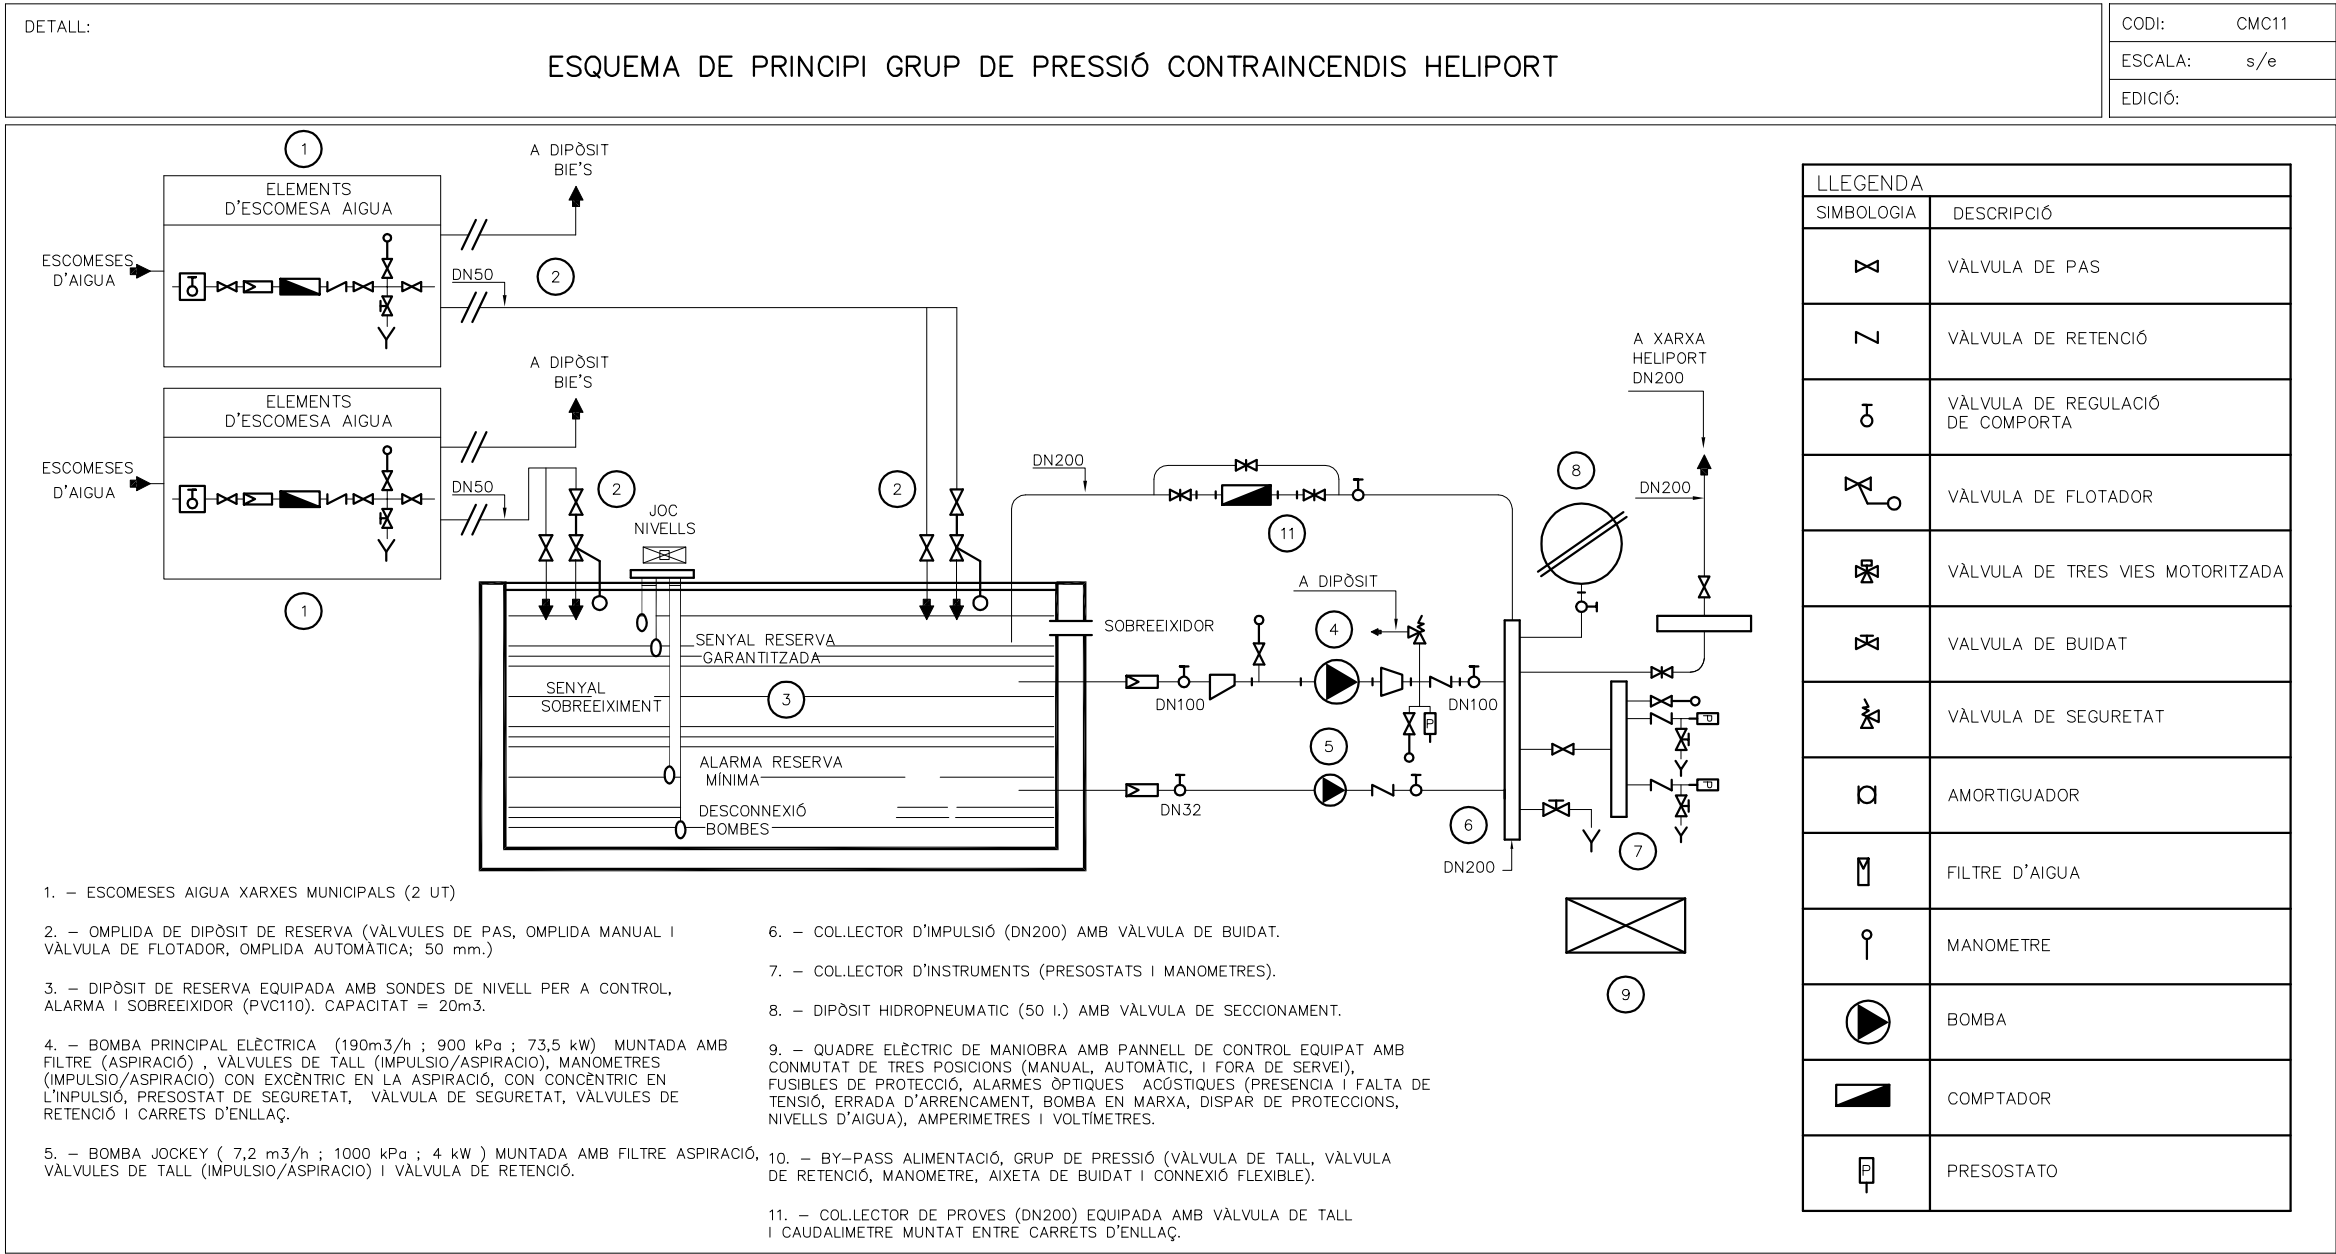 DETALL:
ESQUEMA DE PRINCIPI GRUP DE PRESSIÓ CONTRAINCENDIS HELIPORT
CODI: CMC11
ESCALA: s/e
EDICIÓ:
1
ELEMENTS
D'ESCOMESA AIGUA
ESCOMESES
D'AIGUA
A DIPÒSIT
BIE'S
DN50
2
ELEMENTS
D'ESCOMESA AIGUA
ESCOMESES
D'AIGUA
1
A DIPÒSIT
BIE'S
DN50
2
JOC
NIVELLS
2
SENYAL RESERVA
GARANTITZADA
SENYAL
SOBREEIXIMENT
3
ALARMA RESERVA
MÍNIMA
DESCONNEXIÓ
BOMBES
SOBREEIXIDOR
DN200
11
A DIPÒSIT
4
DN100
P
DN100
5
DN32
6
DN200
8
A XARXA
HELIPORT
DN200
DN200
P
P
7
9
LLEGENDA
SIMBOLOGIA DESCRIPCIÓ
VÀLVULA DE PAS
VÀLVULA DE RETENCIÓ
VÀLVULA DE REGULACIÓ
DE COMPORTA
VÀLVULA DE FLOTADOR
VÀLVULA DE TRES VIES MOTORITZADA
VALVULA DE BUIDAT
VÀLVULA DE SEGURETAT
AMORTIGUADOR
FILTRE D'AIGUA
MANOMETRE
BOMBA
COMPTADOR
P PRESOSTATO
1. – ESCOMESES AIGUA XARXES MUNICIPALS (2 UT)
2. – OMPLIDA DE DIPÒSIT DE RESERVA (VÀLVULES DE PAS, OMPLIDA MANUAL I
VÀLVULA DE FLOTADOR, OMPLIDA AUTOMÀTICA; 50 mm.)
3. – DIPÒSIT DE RESERVA EQUIPADA AMB SONDES DE NIVELL PER A CONTROL,
ALARMA I SOBREEIXIDOR (PVC110). CAPACITAT = 20m3.
4. – BOMBA PRINCIPAL ELÈCTRICA (190m3/h ; 900 kPa ; 73,5 kW) MUNTADA AMB
FILTRE (ASPIRACIÓ) , VÀLVULES DE TALL (IMPULSIO/ASPIRACIO), MANOMETRES
(IMPULSIO/ASPIRACIO) CON EXCÈNTRIC EN LA ASPIRACIÓ, CON CONCÈNTRIC EN
L'INPULSIÓ, PRESOSTAT DE SEGURETAT, VÀLVULA DE SEGURETAT, VÀLVULES DE
RETENCIÓ I CARRETS D'ENLLAÇ.
5. – BOMBA JOCKEY ( 7,2 m3/h ; 1000 kPa ; 4 kW ) MUNTADA AMB FILTRE ASPIRACIÓ,
VÀLVULES DE TALL (IMPULSIO/ASPIRACIO) I VÀLVULA DE RETENCIÓ.
6. – COL.LECTOR D'IMPULSIÓ (DN200) AMB VÀLVULA DE BUIDAT.
7. – COL.LECTOR D'INSTRUMENTS (PRESOSTATS I MANOMETRES).
8. – DIPÒSIT HIDROPNEUMATIC (50 l.) AMB VÀLVULA DE SECCIONAMENT.
9. – QUADRE ELÈCTRIC DE MANIOBRA AMB PANNELL DE CONTROL EQUIPAT AMB
CONMUTAT DE TRES POSICIONS (MANUAL, AUTOMÀTIC, I FORA DE SERVEI),
FUSIBLES DE PROTECCIÓ, ALARMES ÒPTIQUES ACÚSTIQUES (PRESENCIA I FALTA DE
TENSIÓ, ERRADA D'ARRENCAMENT, BOMBA EN MARXA, DISPAR DE PROTECCIONS,
NIVELLS D'AIGUA), AMPERIMETRES I VOLTÍMETRES.
10. – BY–PASS ALIMENTACIÓ, GRUP DE PRESSIÓ (VÀLVULA DE TALL, VÀLVULA
DE RETENCIÓ, MANOMETRE, AIXETA DE BUIDAT I CONNEXIÓ FLEXIBLE).
11. – COL.LECTOR DE PROVES (DN200) EQUIPADA AMB VÀLVULA DE TALL
I CAUDALIMETRE MUNTAT ENTRE CARRETS D'ENLLAÇ.